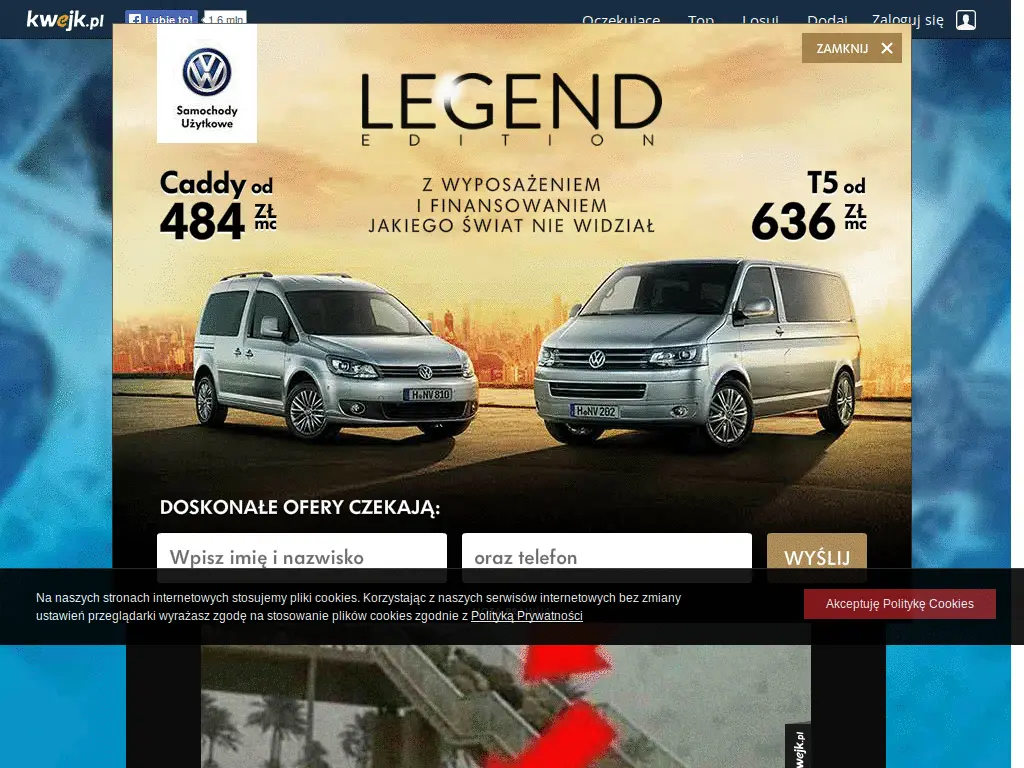 kwejk.pl
Lubię to!
1,6 mln
Oczekujące
Top
Losuj
Dodaj
Zaloguj się
ZAMKNIJ
Samochody
Użytkowe
LEGEND
EDITION
Caddy od
484 ZŁ mc
Z WYPOSAŻENIEM
I FINANSOWANIEM
JAKIEGO ŚWIAT NIE WIDZIAŁ
T5 od
636 ZŁ mc
H NV 810
H NV 282
DOSKONAŁE OFERY CZEKAJĄ:
Wpisz imię i nazwisko
oraz telefon
WYŚLIJ
Na naszych stronach internetowych stosujemy pliki cookies. Korzystając z naszych serwisów internetowych bez zmiany
ustawień przeglądarki wyrażasz zgodę na stosowanie plików cookies zgodnie z Polityką Prywatności
Akceptuję Politykę Cookies
wejk.pl